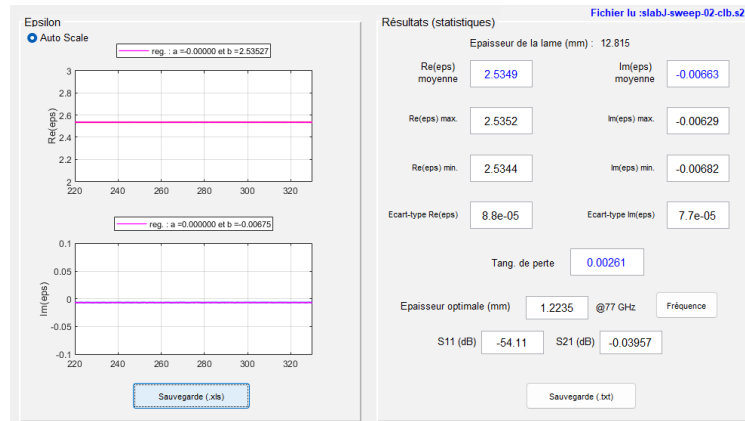 Fichier lu :slabJ-sweep-02-clb.s2
Epsilon
Auto Scale
reg. : a =-0.00000 et b =2.53527
3
2.8
2.6
2.4
2.2
2
Re(eps)
220 240 260 280 300 320
reg. : a =0.000000 et b =-0.00675
0.1
0.05
0
-0.05
-0.1
Im(eps)
220 240 260 280 300 320
Sauvegarde (.xls)
Résultats (statistiques)
Epaisseur de la lame (mm) : 12.815
Re(eps) moyenne 2.5349 Im(eps) moyenne -0.00663
Re(eps) max. 2.5352 Im(eps) max. -0.00629
Re(eps) min. 2.5344 Im(eps) min. -0.00682
Ecart-type Re(eps) 8.8e-05 Ecart-type Im(eps) 7.7e-05
Tang. de perte 0.00261
Epaisseur optimale (mm) 1.2235 @77 GHz Fréquence
S11 (dB) -54.11 S21 (dB) -0.03957
Sauvegarde (.txt)